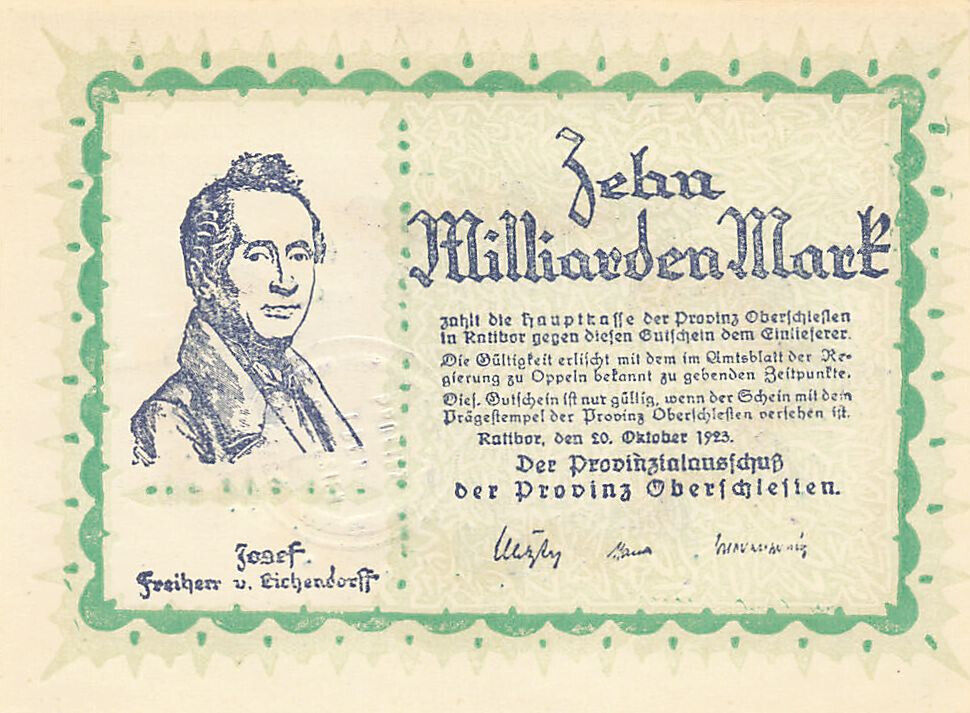 Zehn
Milliarden Mark
zahlt die Hauptkasse der Provinz Oberschlesien
in Ratibor gegen diesen Gutschein dem Einlieferer.
Die Gültigkeit erlischt mit dem im Amtsblatt der Re-
gierung zu Oppeln bekannt zu gebenden Zeitpunkte.
Dies. Gutschein ist nur gültig, wenn der Schein mit dem
Prägestempel der Provinz Oberschlesien versehen ist.
Ratibor, den 20. Oktober 1923.
Der Provinzialausschuß
der Provinz Oberschlesien.
Josef
Freiherr v. Eichendorff